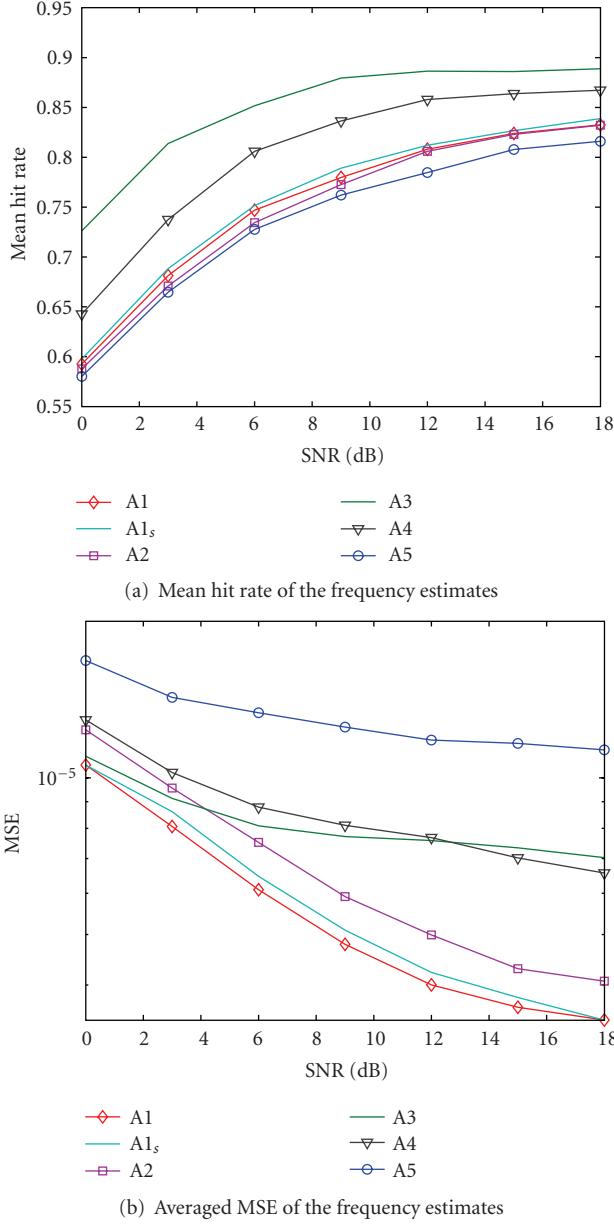 0.95
0.9
0.85
0.8
0.75
0.7
0.65
0.6
0.55
Mean hit rate
0 2 4 6 8 10 12 14 16 18
SNR (dB)
A1 A3
A1ₛ A4
A2 A5
(a) Mean hit rate of the frequency estimates
10⁻⁵
MSE
0 2 4 6 8 10 12 14 16 18
SNR (dB)
A1 A3
A1ₛ A4
A2 A5
(b) Averaged MSE of the frequency estimates